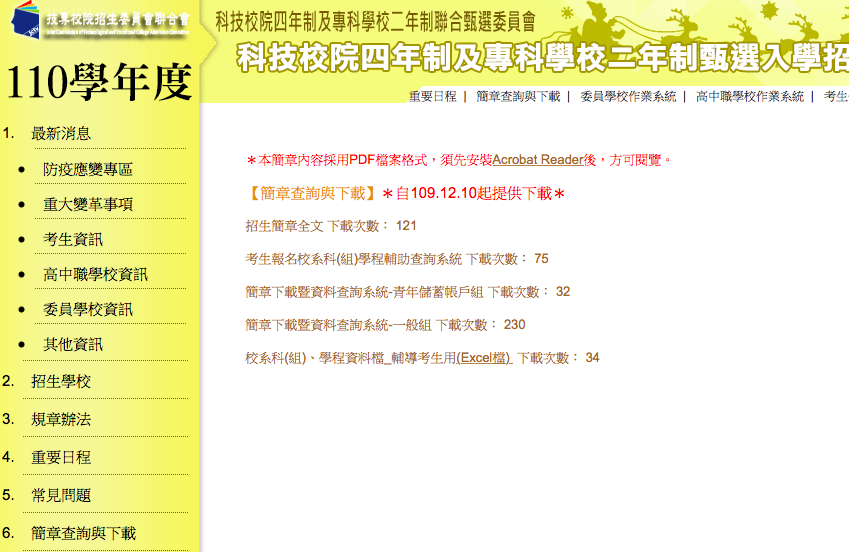 技專校院招生委員會聯合會
110學年度
科技校院四年制及專科學校二年制聯合甄選委員會
科技校院四年制及專科學校二年制甄選入學招
重要日程 | 簡章查詢與下載 | 委員學校作業系統 | 高中職學校作業系統 | 考生
1. 最新消息
防疫應變專區
重大變革事項
考生資訊
高中職學校資訊
委員學校資訊
其他資訊
2. 招生學校
3. 規章辦法
4. 重要日程
5. 常見問題
6. 簡章查詢與下載
＊本簡章內容採用PDF檔案格式，須先安裝Acrobat Reader後，方可閱覽。
【簡章查詢與下載】＊自109.12.10起提供下載＊
招生簡章全文 下載次數： 121
考生報名校系科(組)學程輔助查詢系統 下載次數： 75
簡章下載暨資料查詢系統-青年儲蓄帳戶組 下載次數： 32
簡章下載暨資料查詢系統-一般組 下載次數： 230
校系科(組)、學程資料檔_輔導考生用(Excel檔) 下載次數： 34